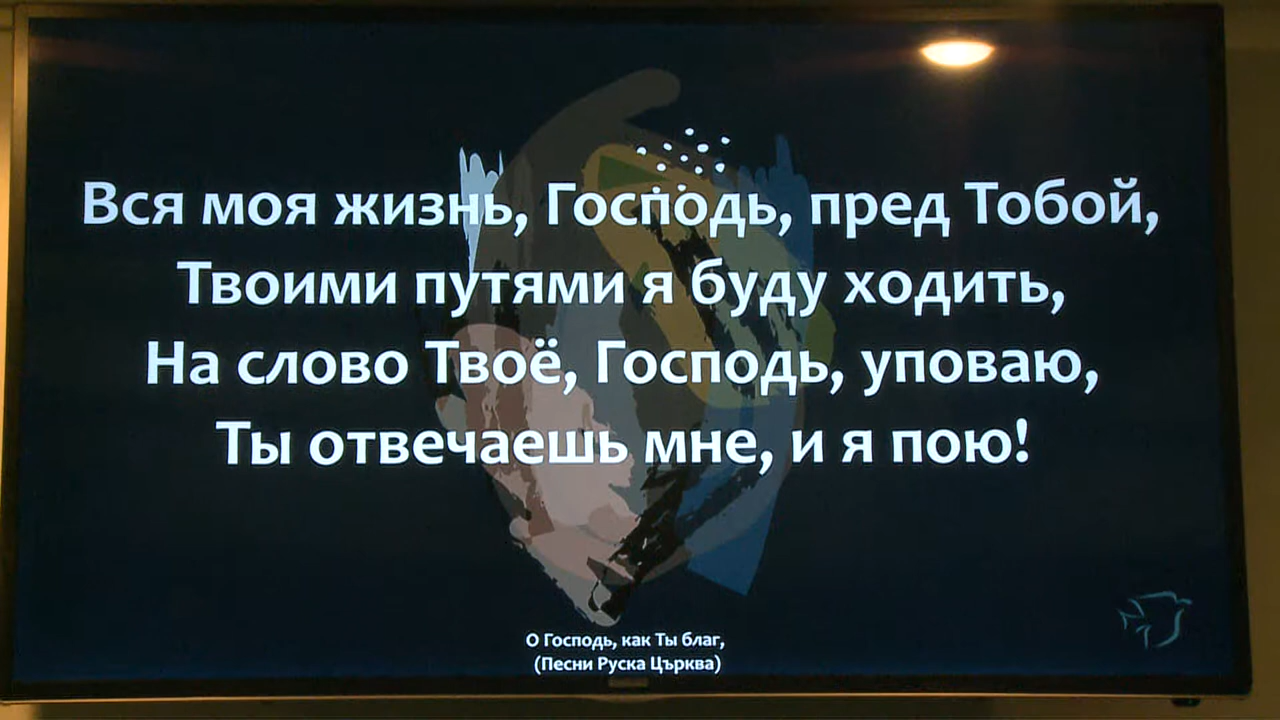 Вся моя жизнь, Господь, пред Тобой,
Твоими путями я буду ходить,
На слово Твоё, Господь, уповаю,
Ты отвечаешь мне, и я пою!
О Господь, как Ты благ,
(Песни Руска Църква)